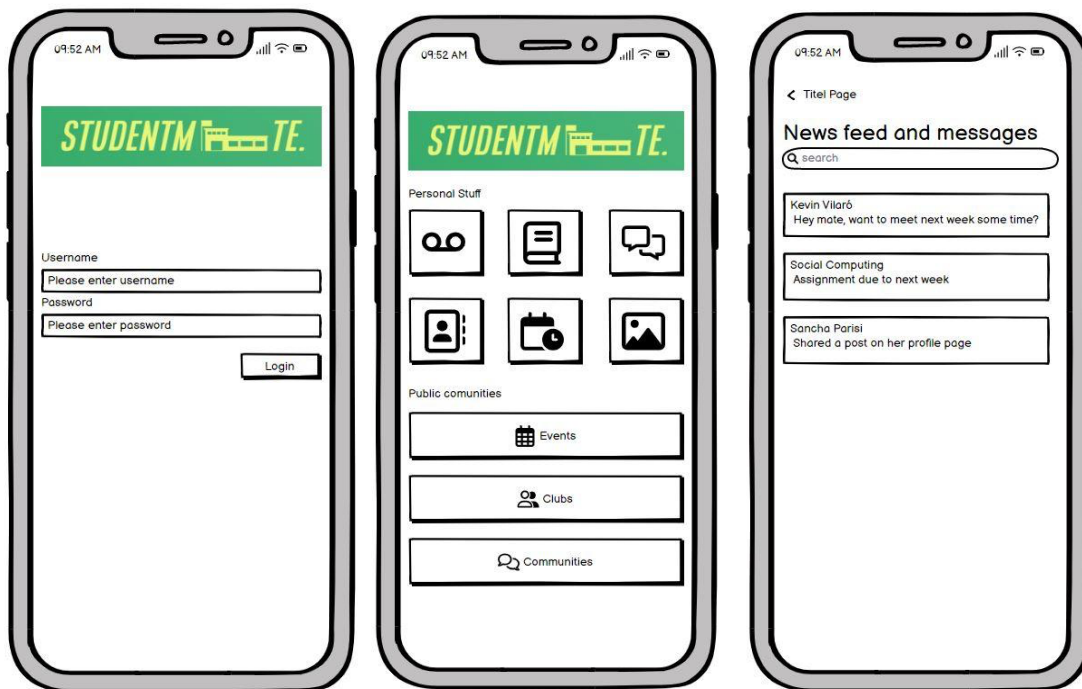 09:52 AM
STUDENTM TE.
Username
Please enter username
Password
Please enter password
Login
09:52 AM
STUDENTM TE.
Personal Stuff
Public comunities
Events
Clubs
Communities
09:52 AM
Titel Page
News feed and messages
search
Kevin Vilaró
Hey mate, want to meet next week some time?
Social Computing
Assignment due to next week
Sancha Parisi
Shared a post on her profile page